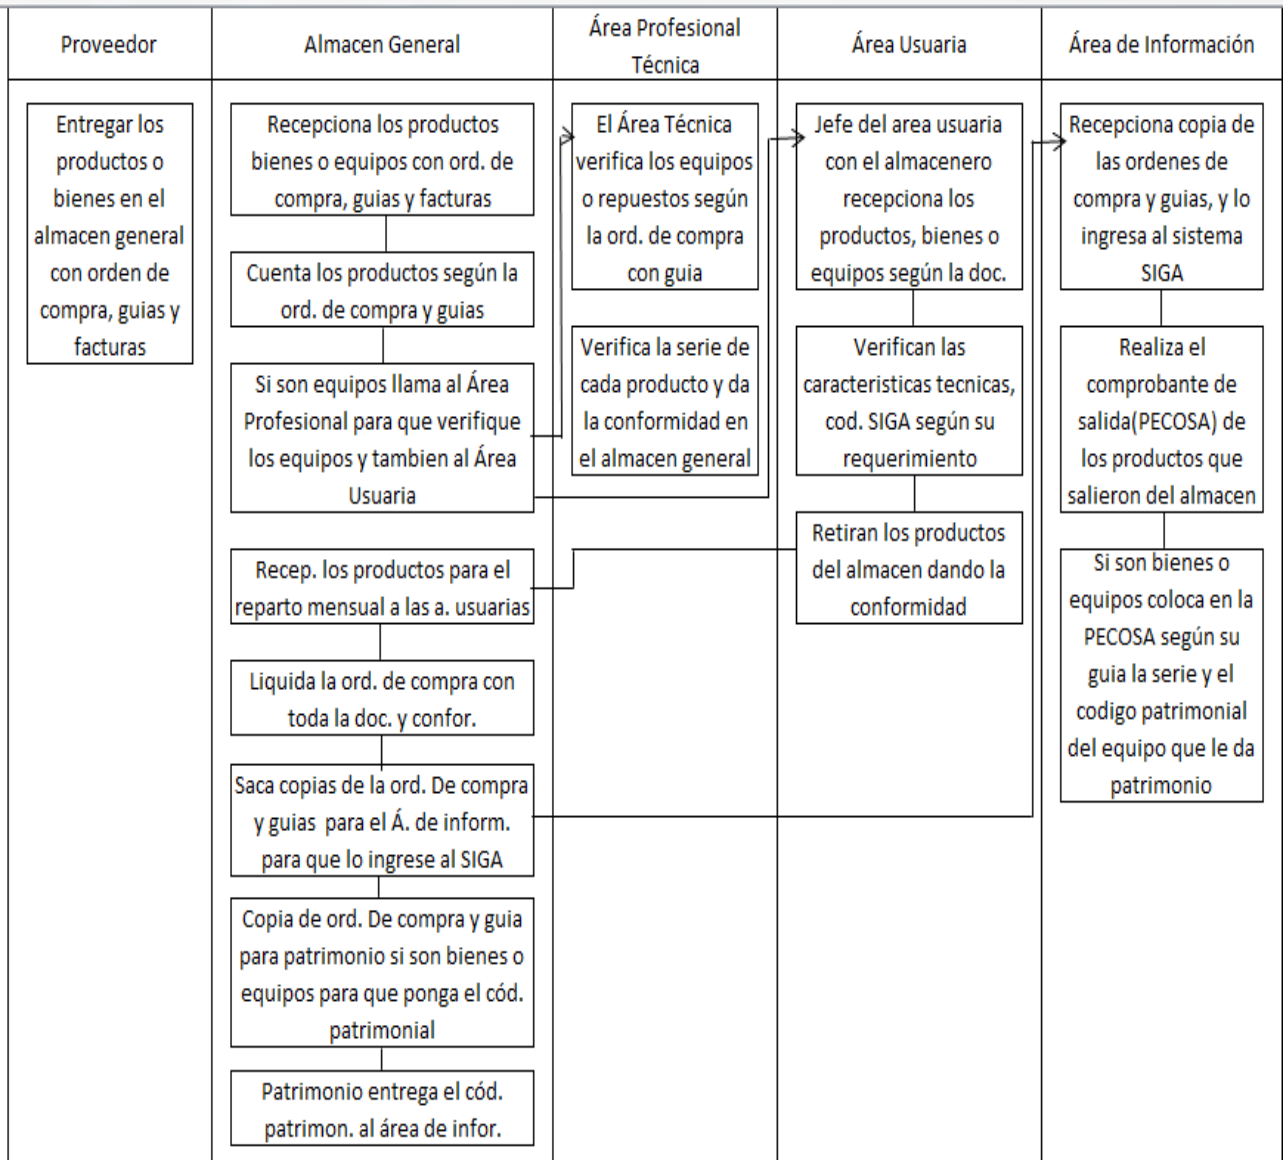 Proveedor
Almacen General
Área Profesional
Técnica
Área Usuaria
Área de Información
Entregar los
productos o
bienes en el
almacen general
con orden de
compra, guias y
facturas
Recepciona los productos
bienes o equipos con ord. de
compra, guias y facturas
Cuenta los productos según la
ord. de compra y guias
Si son equipos llama al Área
Profesional para que verifique
los equipos y tambien al Área
Usuaria
Recep. los productos para el
reparto mensual a las a. usuarias
Liquida la ord. de compra con
toda la doc. y confor.
Saca copias de la ord. De compra
y guias para el Á. de inform.
para que lo ingrese al SIGA
Copia de ord. De compra y guia
para patrimonio si son bienes o
equipos para que ponga el cód.
patrimonial
Patrimonio entrega el cód.
patrimon. al área de infor.
El Área Técnica
verifica los equipos
o repuestos según
la ord. de compra
con guia
Verifica la serie de
cada producto y da
la conformidad en
el almacen general
Jefe del area usuaria
con el almacenero
recepciona los
productos, bienes o
equipos según la doc.
Verifican las
caracteristicas tecnicas,
cod. SIGA según su
requerimiento
Retiran los productos
del almacen dando la
conformidad
Recepciona copia de
las ordenes de
compra y guias, y lo
ingresa al sistema
SIGA
Realiza el
comprobante de
salida(PECOSA) de
los productos que
salieron del almacen
Si son bienes o
equipos coloca en la
PECOSA según su
guia la serie y el
codigo patrimonial
del equipo que le da
patrimonio